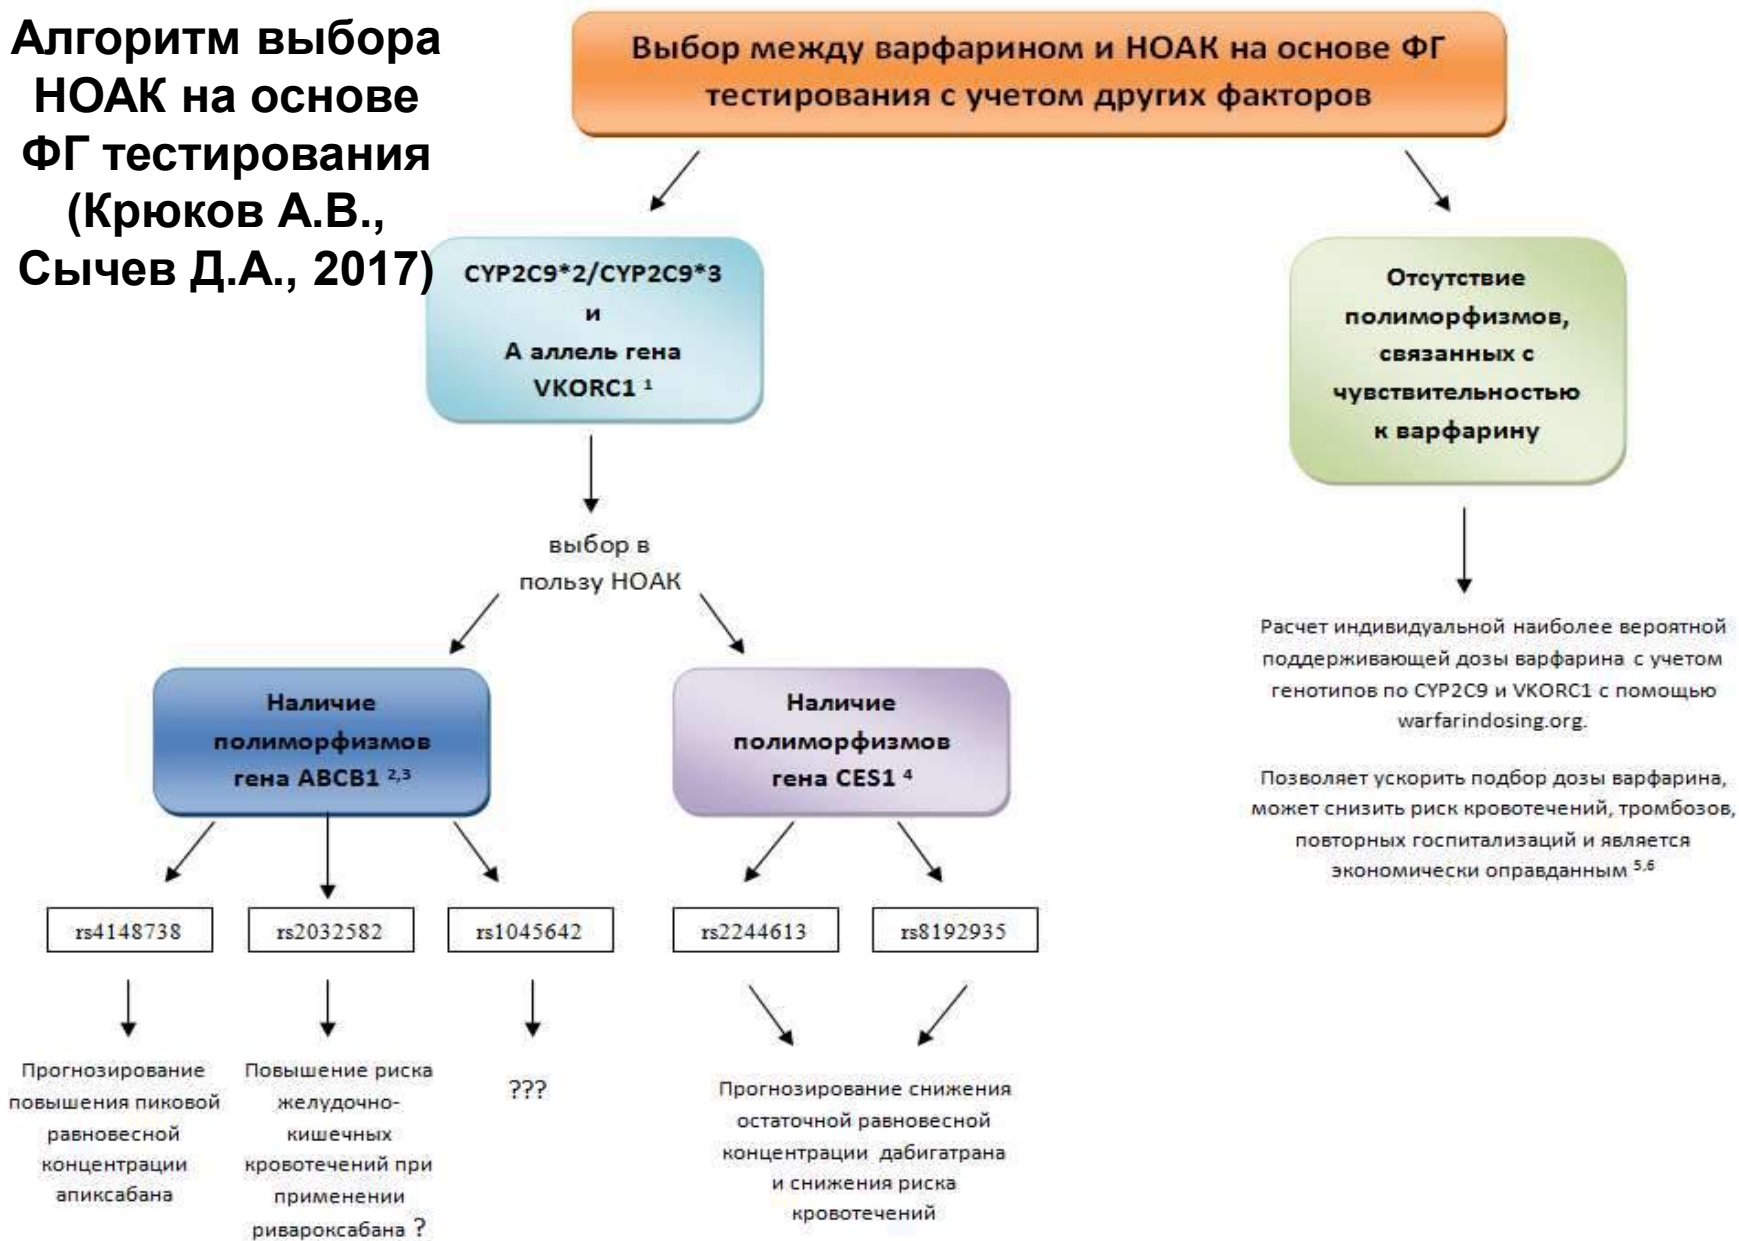 Алгоритм выбора
НОАК на основе
ФГ тестирования
(Крюков А.В.,
Сычев Д.А., 2017)
Выбор между варфарином и НОАК на основе ФГ
тестирования с учетом других факторов
CYP2C9*2/CYP2C9*3
и
А аллель гена
VKORC1 ¹
Отсутствие
полиморфизмов,
связанных с
чувствительностью
к варфарину
выбор в
пользу НОАК
Наличие
полиморфизмов
гена ABCB1 ²,³
Наличие
полиморфизмов
гена CES1 ⁴
Расчет индивидуальной наиболее вероятной
поддерживающей дозы варфарина с учетом
генотипов по CYP2C9 и VKORC1 с помощью
warfarindosing.org.
Позволяет ускорить подбор дозы варфарина,
может снизить риск кровотечений, тромбозов,
повторных госпитализаций и является
экономически оправданным ⁵,⁶
rs4148738
rs2032582
rs1045642
rs2244613
rs8192935
Прогнозирование
повышения пиковой
равновесной
концентрации
апиксабана
Повышение риска
желудочно-
кишечных
кровотечений при
применении
ривароксабана ?
???
Прогнозирование снижения
остаточной равновесной
концентрации дабигатрана
и снижения риска
кровотечений